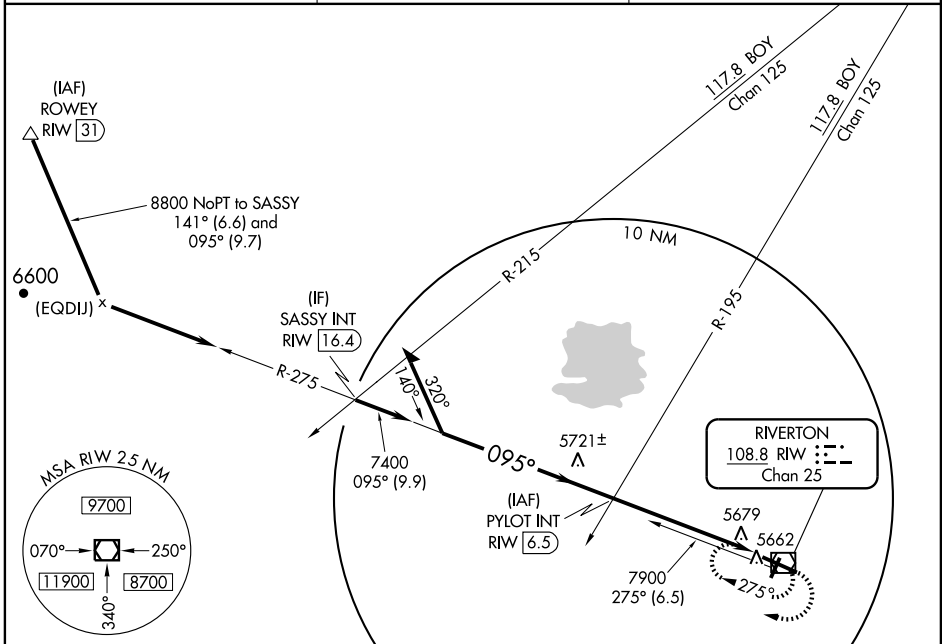 (IAF)
ROWEY
RIW 31
8800 NoPT to SASSY
141° (6.6) and
095° (9.7)
6600
(EQDIJ) x
117.8 BOY
Chan 125
117.8 BOY
Chan 125
10 NM
R-215
R-195
(IF)
SASSY INT
RIW 16.4
R-275
140°
320°
7400
095° (9.9)
095°
5721±
(IAF)
PYLOT INT
RIW 6.5
RIVERTON
108.8 RIW
Chan 25
5679
5662
7900
275° (6.5)
275°
MSA RIW 25 NM
9700
070°
250°
11900
8700
340°